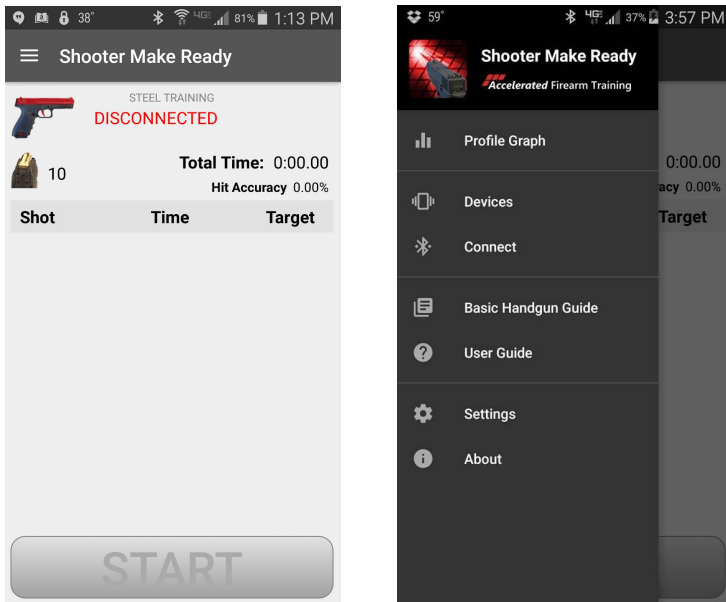 38° 4G 81% 1:13 PM
Shooter Make Ready
STEEL TRAINING
DISCONNECTED
10
Total Time: 0:00.00
Hit Accuracy 0.00%
Shot Time Target
START
59° 4G 37% 3:57 PM
Shooter Make Ready
Accelerated Firearm Training
Profile Graph
0:00.00
acy 0.00%
Devices
Target
Connect
Basic Handgun Guide
User Guide
Settings
About